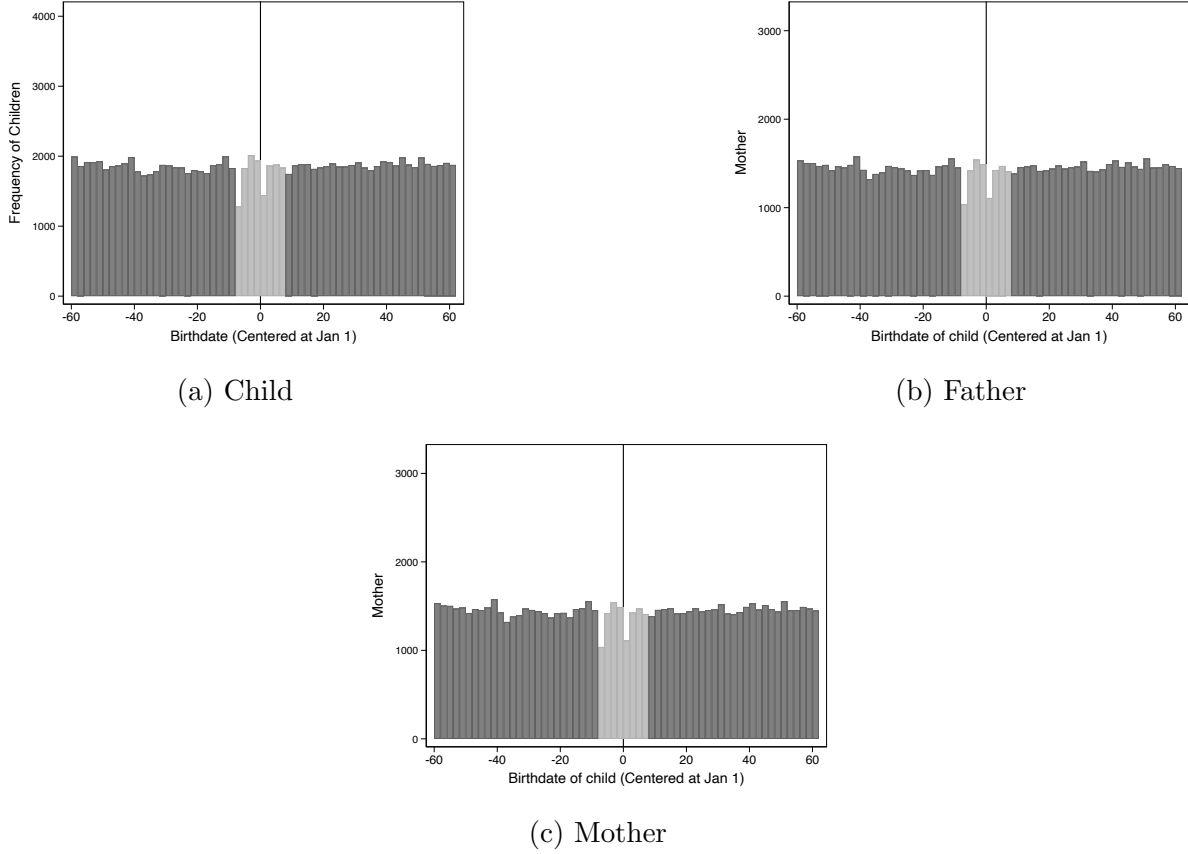 4000
3000
2000
1000
0
Frequency of Children
-60 -40 -20 0 20 40 60
Birthdate (Centered at Jan 1)
(a) Child
3000
2000
1000
0
Mother
-60 -40 -20 0 20 40 60
Birthdate of child (Centered at Jan 1)
(b) Father
3000
2000
1000
0
Mother
-60 -40 -20 0 20 40 60
Birthdate of child (Centered at Jan 1)
(c) Mother